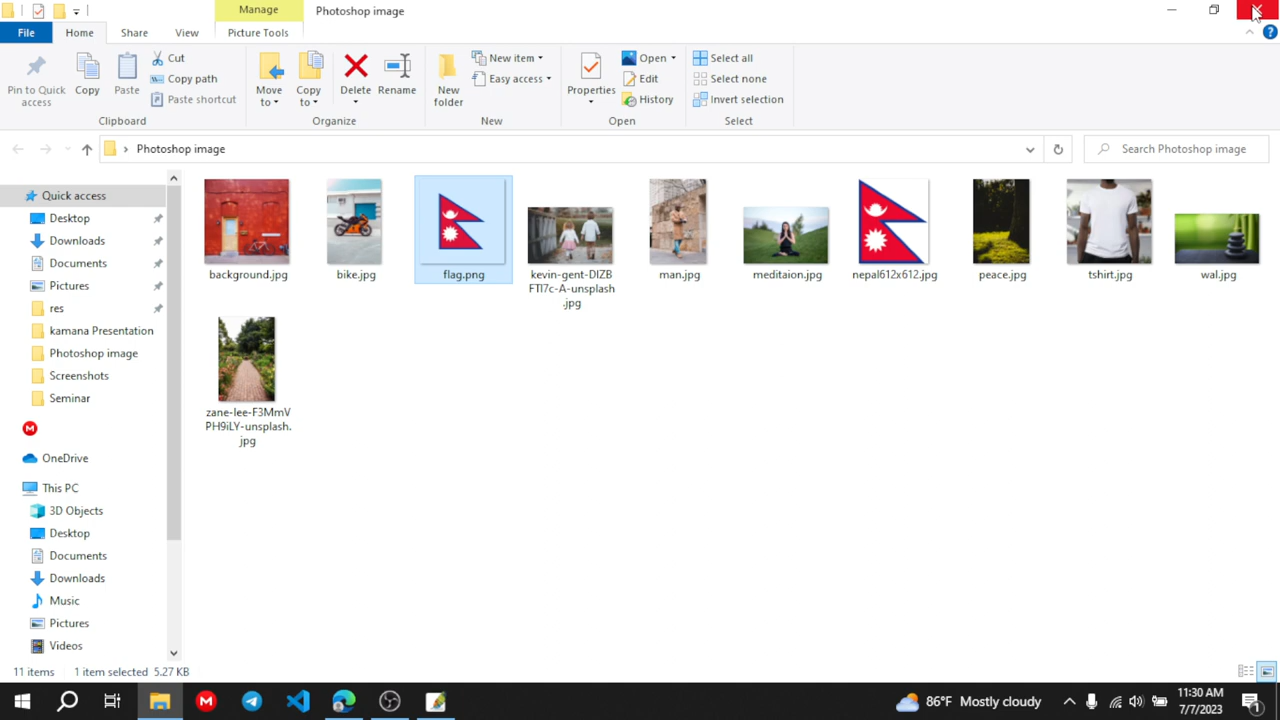 Manage
Photoshop image
File
Home
Share
View
Picture Tools
Pin to Quick
access
Copy
Paste
Cut
Copy path
Paste shortcut
Clipboard
Move
to
Copy
to
Delete
Rename
Organize
New
folder
New item
Easy access
New
Properties
Open
Edit
History
Open
Select all
Select none
Invert selection
Select
Photoshop image
Search Photoshop image
Quick access
Desktop
Downloads
Documents
Pictures
res
kamana Presentation
Photoshop image
Screenshots
Seminar
M
OneDrive
This PC
3D Objects
Desktop
Documents
Downloads
Music
Pictures
Videos
background.jpg
bike.jpg
flag.png
kevin-gent-DIZB
FTl7c-A-unsplash
.jpg
man.jpg
meditaion.jpg
nepal612x612.jpg
peace.jpg
tshirt.jpg
wal.jpg
zane-lee-F3MmV
PH9iLY-unsplash.
jpg
11 items
1 item selected 5.27 KB
M
86°F Mostly cloudy
11:30 AM
7/7/2023
1